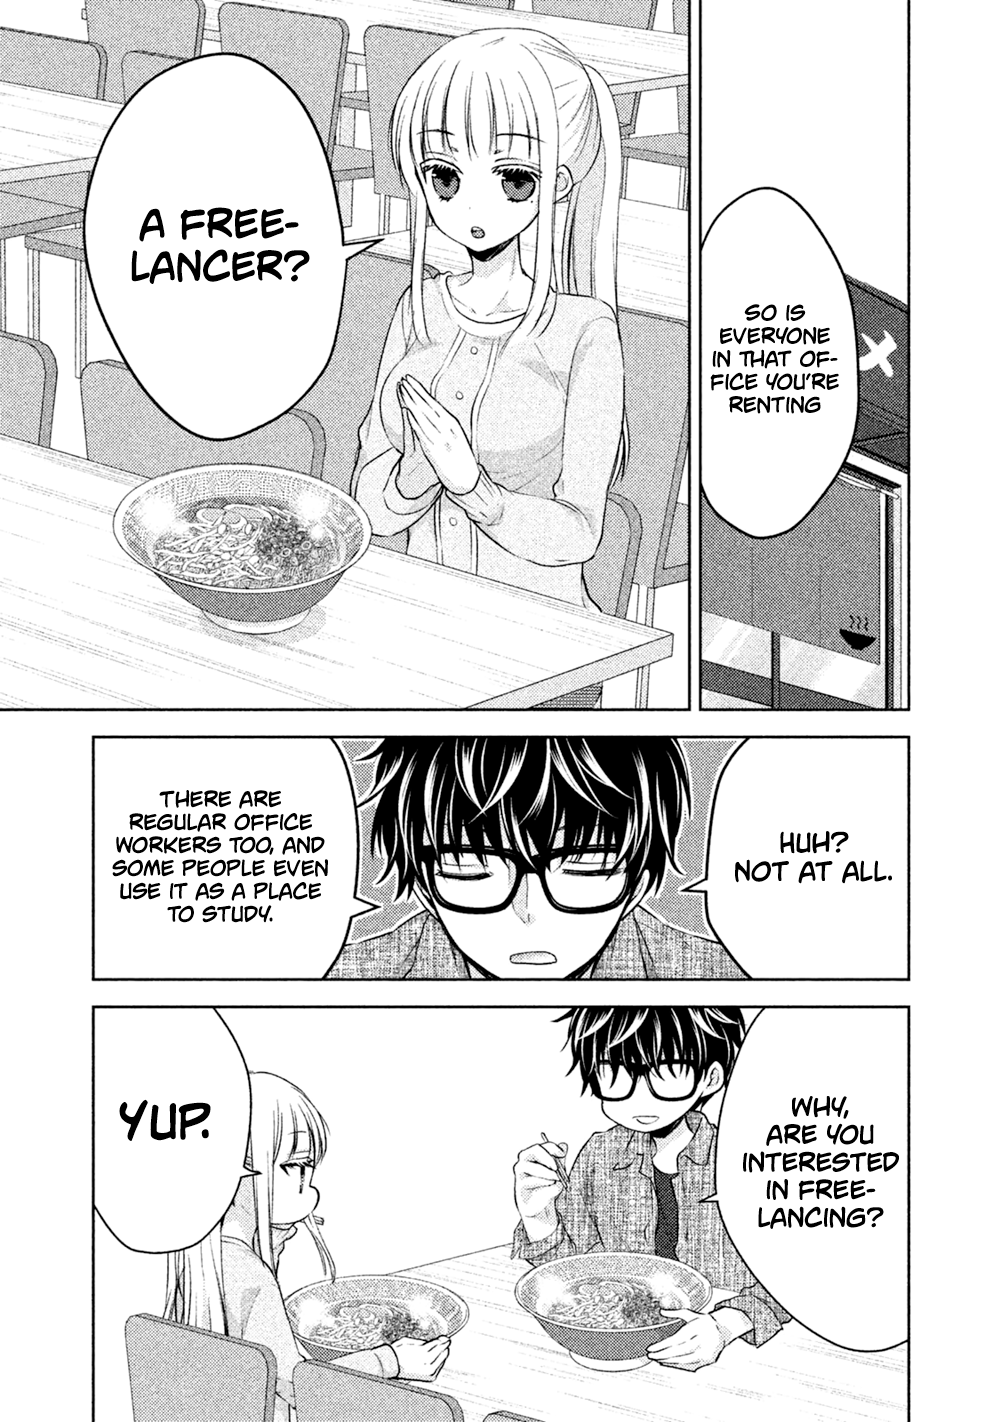 SO IS
EVERYONE
IN THAT OF-
FICE YOU'RE
RENTING
A FREE-
LANCER?
HUH?
NOT AT ALL.
THERE ARE
REGULAR OFFICE
WORKERS TOO, AND
SOME PEOPLE EVEN
USE IT AS A PLACE
TO STUDY.
WHY,
ARE YOU
INTERESTED
IN FREE-
LANCING?
YUP.